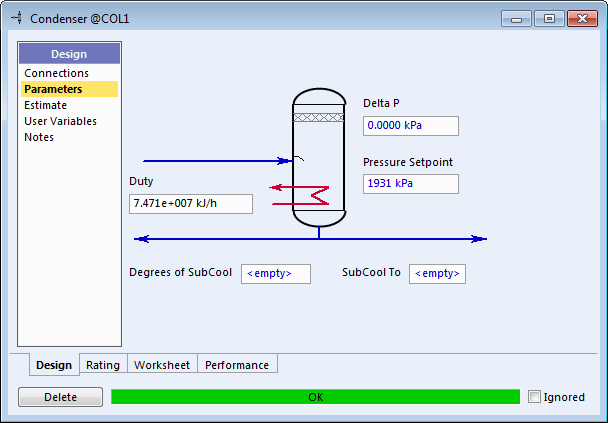 Condenser @COL1
Design
Connections
Parameters
Estimate
User Variables
Notes
Delta P
0.0000 kPa
Pressure Setpoint
1931 kPa
Duty
7.471e+007 kJ/h
Degrees of SubCool
<empty>
SubCool To
<empty>
Design
Rating
Worksheet
Performance
Delete
OK
Ignored